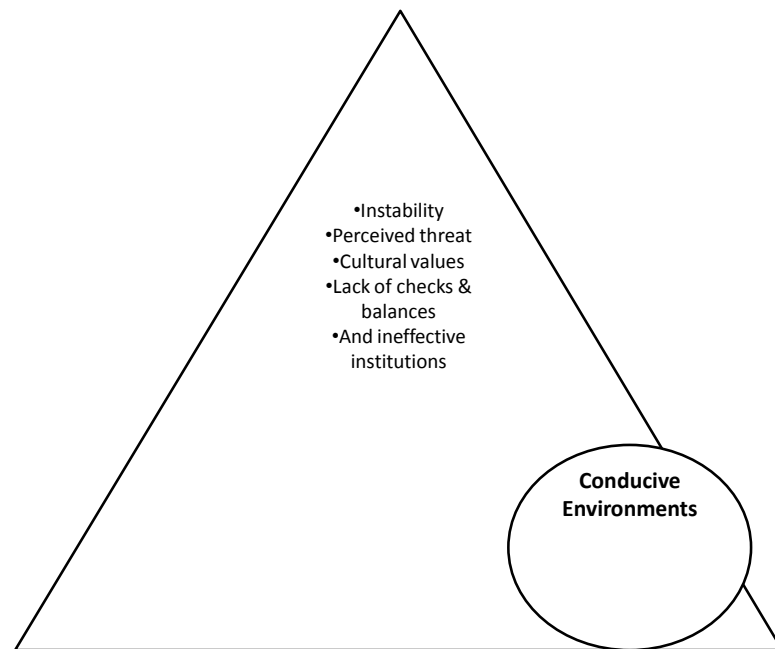 •Instability
•Perceived threat
•Cultural values
•Lack of checks &
balances
•And ineffective
institutions
Conducive
Environments